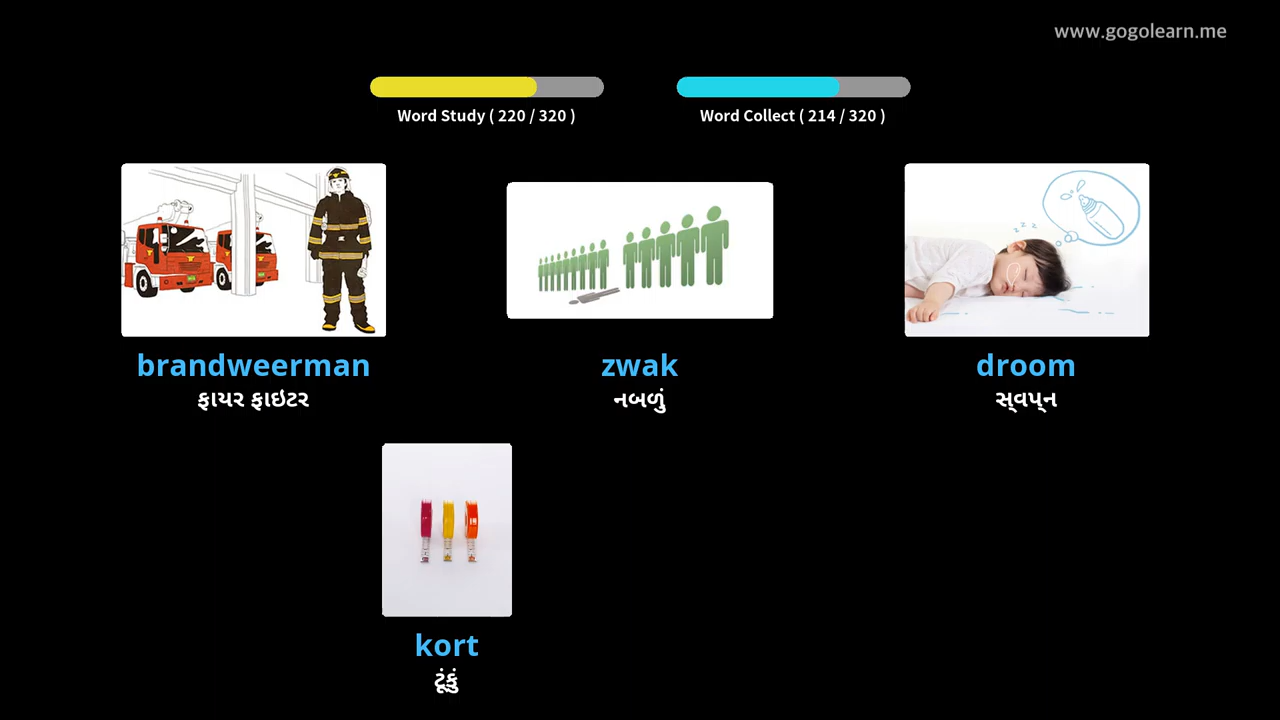 www.gogolearn.me
Word Study ( 220 / 320 )
Word Collect ( 214 / 320 )
brandweerman
ફાયર ફાઇટર
zwak
નબળું
droom
સ્વપ્ન
kort
ટૂંકું